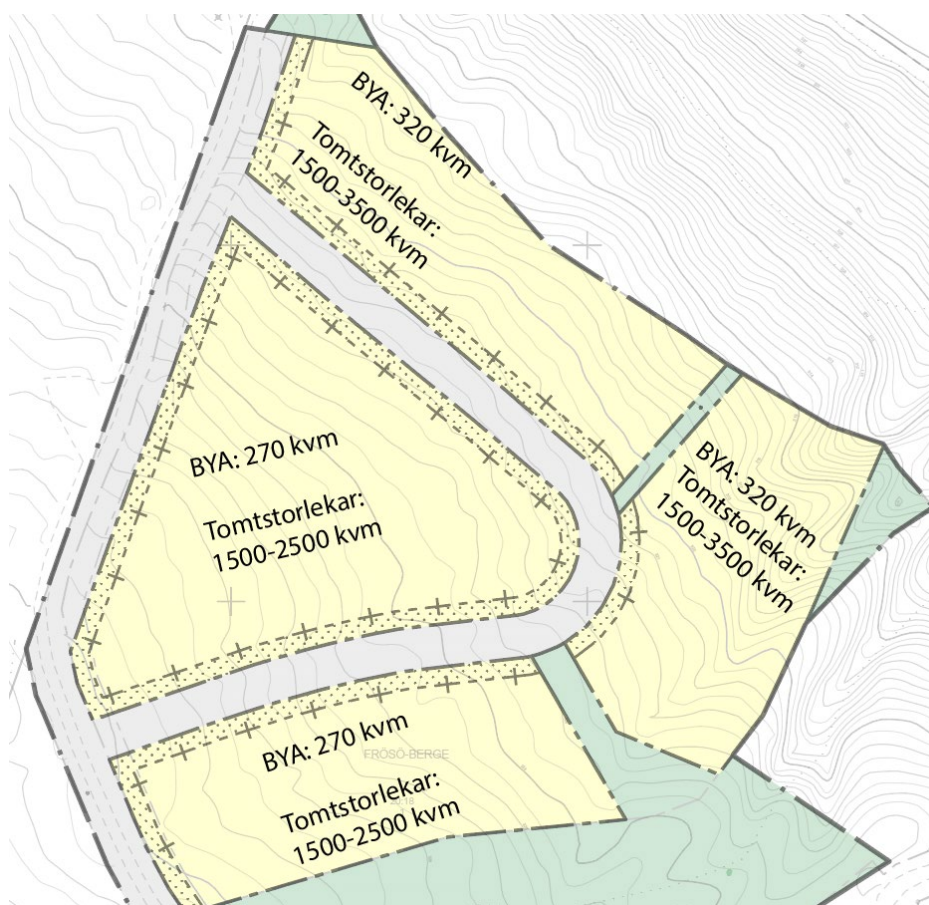 BYA: 320 kvm
Tomtstorlekar:
1500-3500 kvm
BYA: 270 kvm
Tomtstorlekar:
1500-2500 kvm
BYA: 320 kvm
Tomtstorlekar:
1500-3500 kvm
BYA: 270 kvm
FRÖSÖ-BERGE
Tomtstorlekar:
1500-2500 kvm